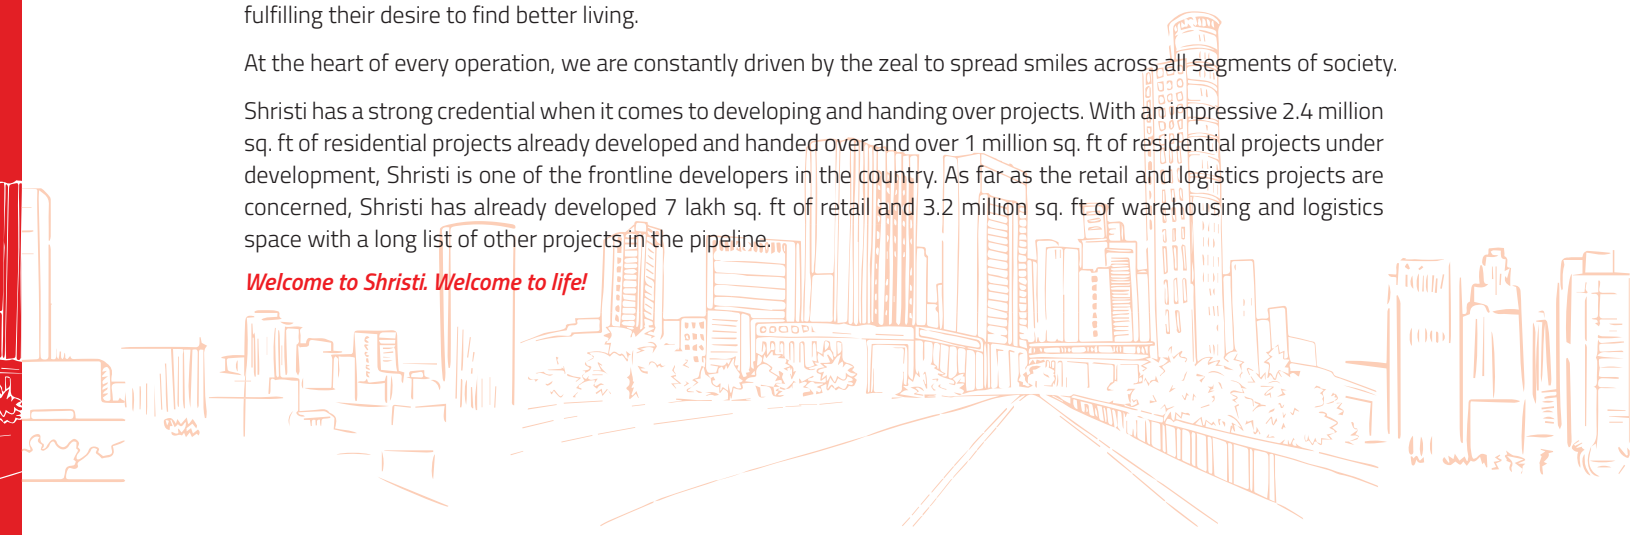 fulfilling their desire to find better living.
At the heart of every operation, we are constantly driven by the zeal to spread smiles across all segments of society.
Shristi has a strong credential when it comes to developing and handing over projects. With an impressive 2.4 million
sq. ft of residential projects already developed and handed over and over 1 million sq. ft of residential projects under
development, Shristi is one of the frontline developers in the country. As far as the retail and logistics projects are
concerned, Shristi has already developed 7 lakh sq. ft of retail and 3.2 million sq. ft of warehousing and logistics
space with a long list of other projects in the pipeline.
Welcome to Shristi. Welcome to life!